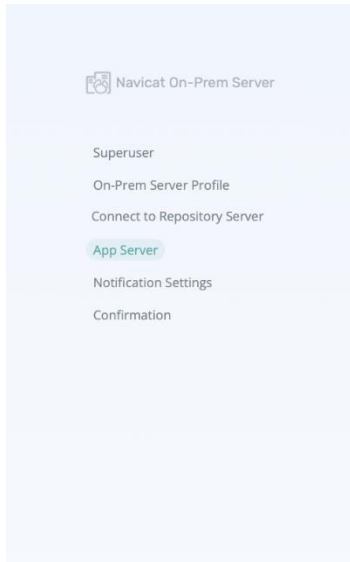 Navicat On-Prem Server
Superuser
On-Prem Server Profile
Connect to Repository Server
App Server
Notification Settings
Confirmation